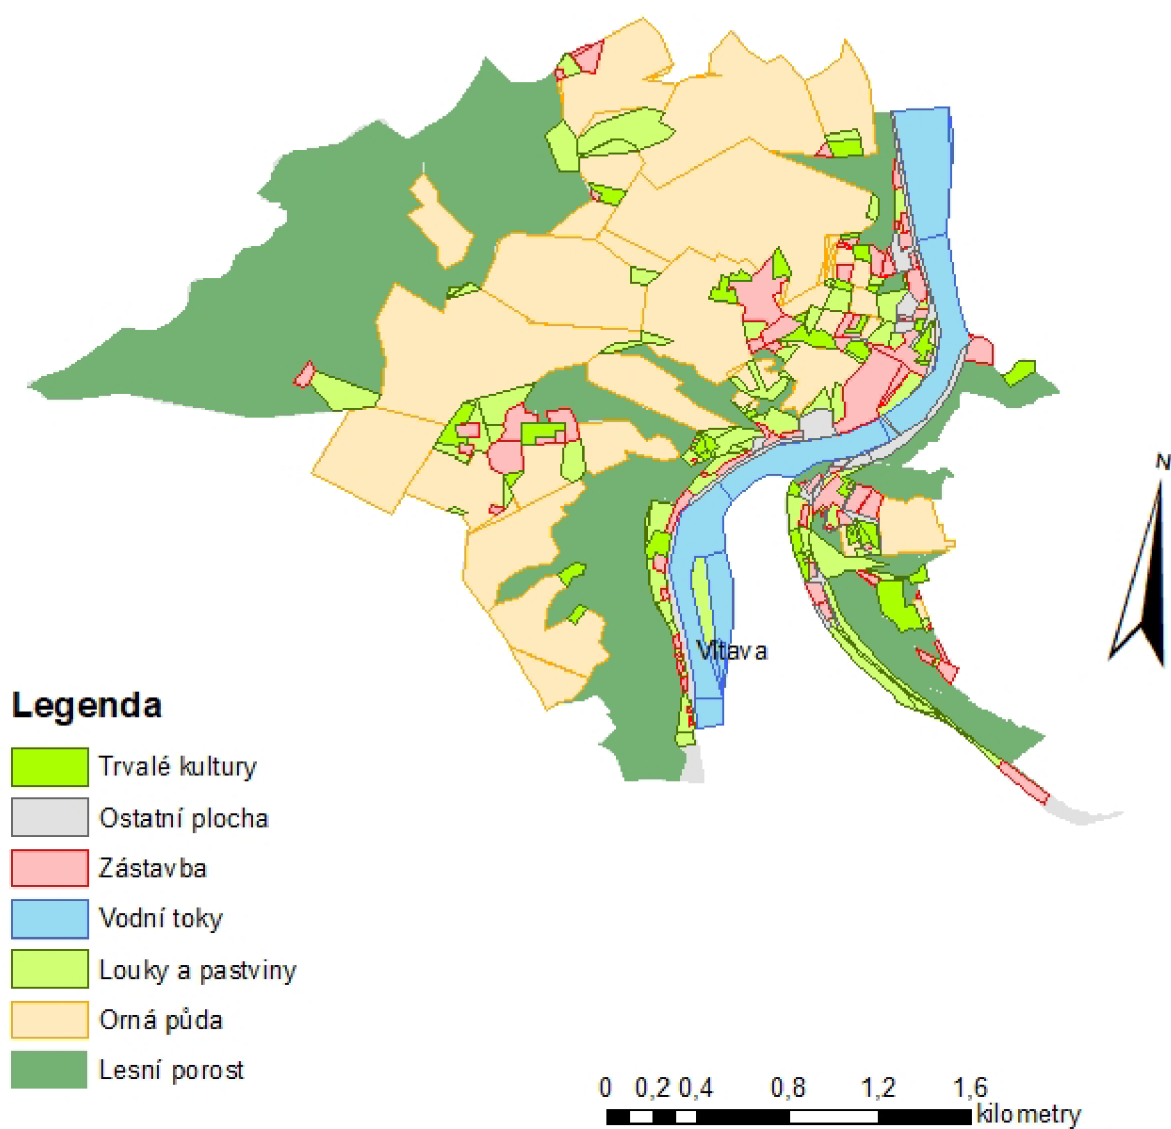 N
Vltava
Legenda
Trvalé kultury
Ostatní plocha
Zástavba
Vodní toky
Louky a pastviny
Orná půda
Lesní porost
0 0,2 0,4 0,8 1,2 1,6
kilometry